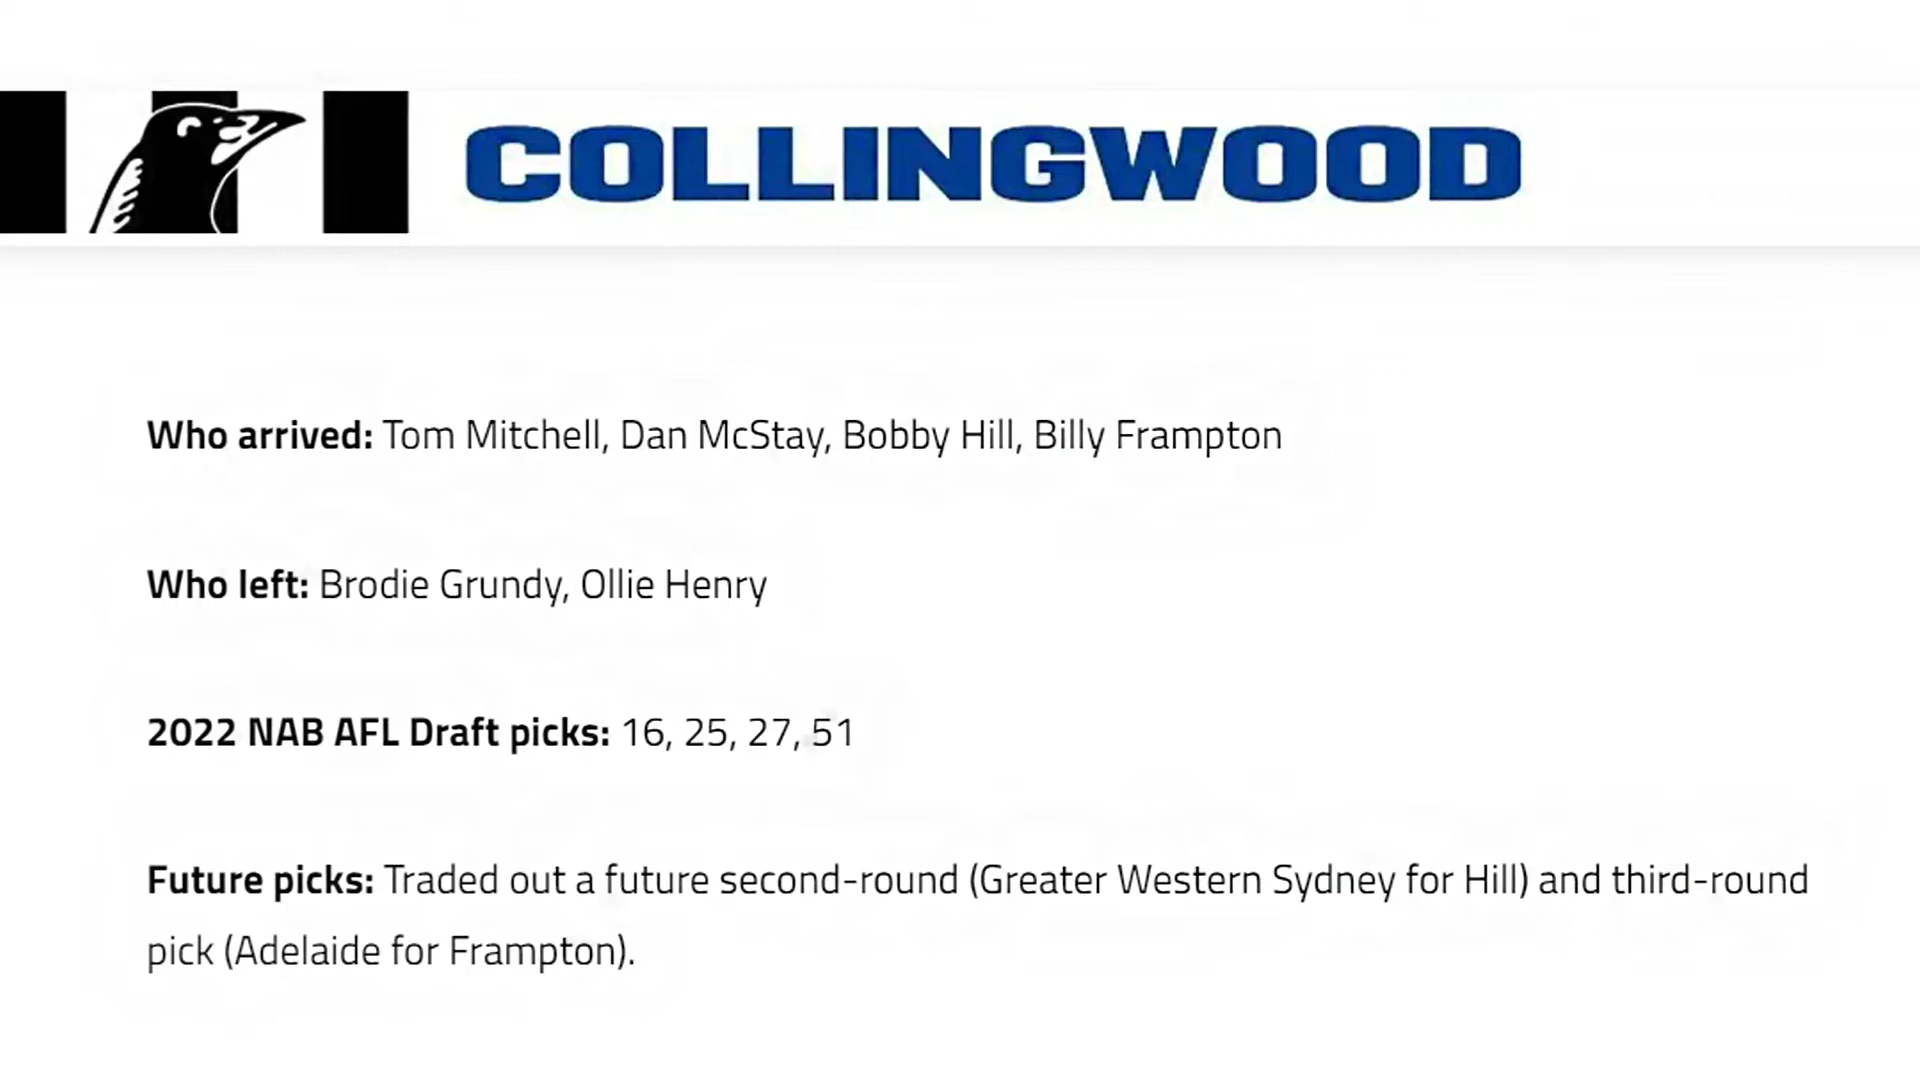 COLLINGWOOD
Who arrived: Tom Mitchell, Dan McStay, Bobby Hill, Billy Frampton
Who left: Brodie Grundy, Ollie Henry
2022 NAB AFL Draft picks: 16, 25, 27, 51
Future picks: Traded out a future second-round (Greater Western Sydney for Hill) and third-round
pick (Adelaide for Frampton).